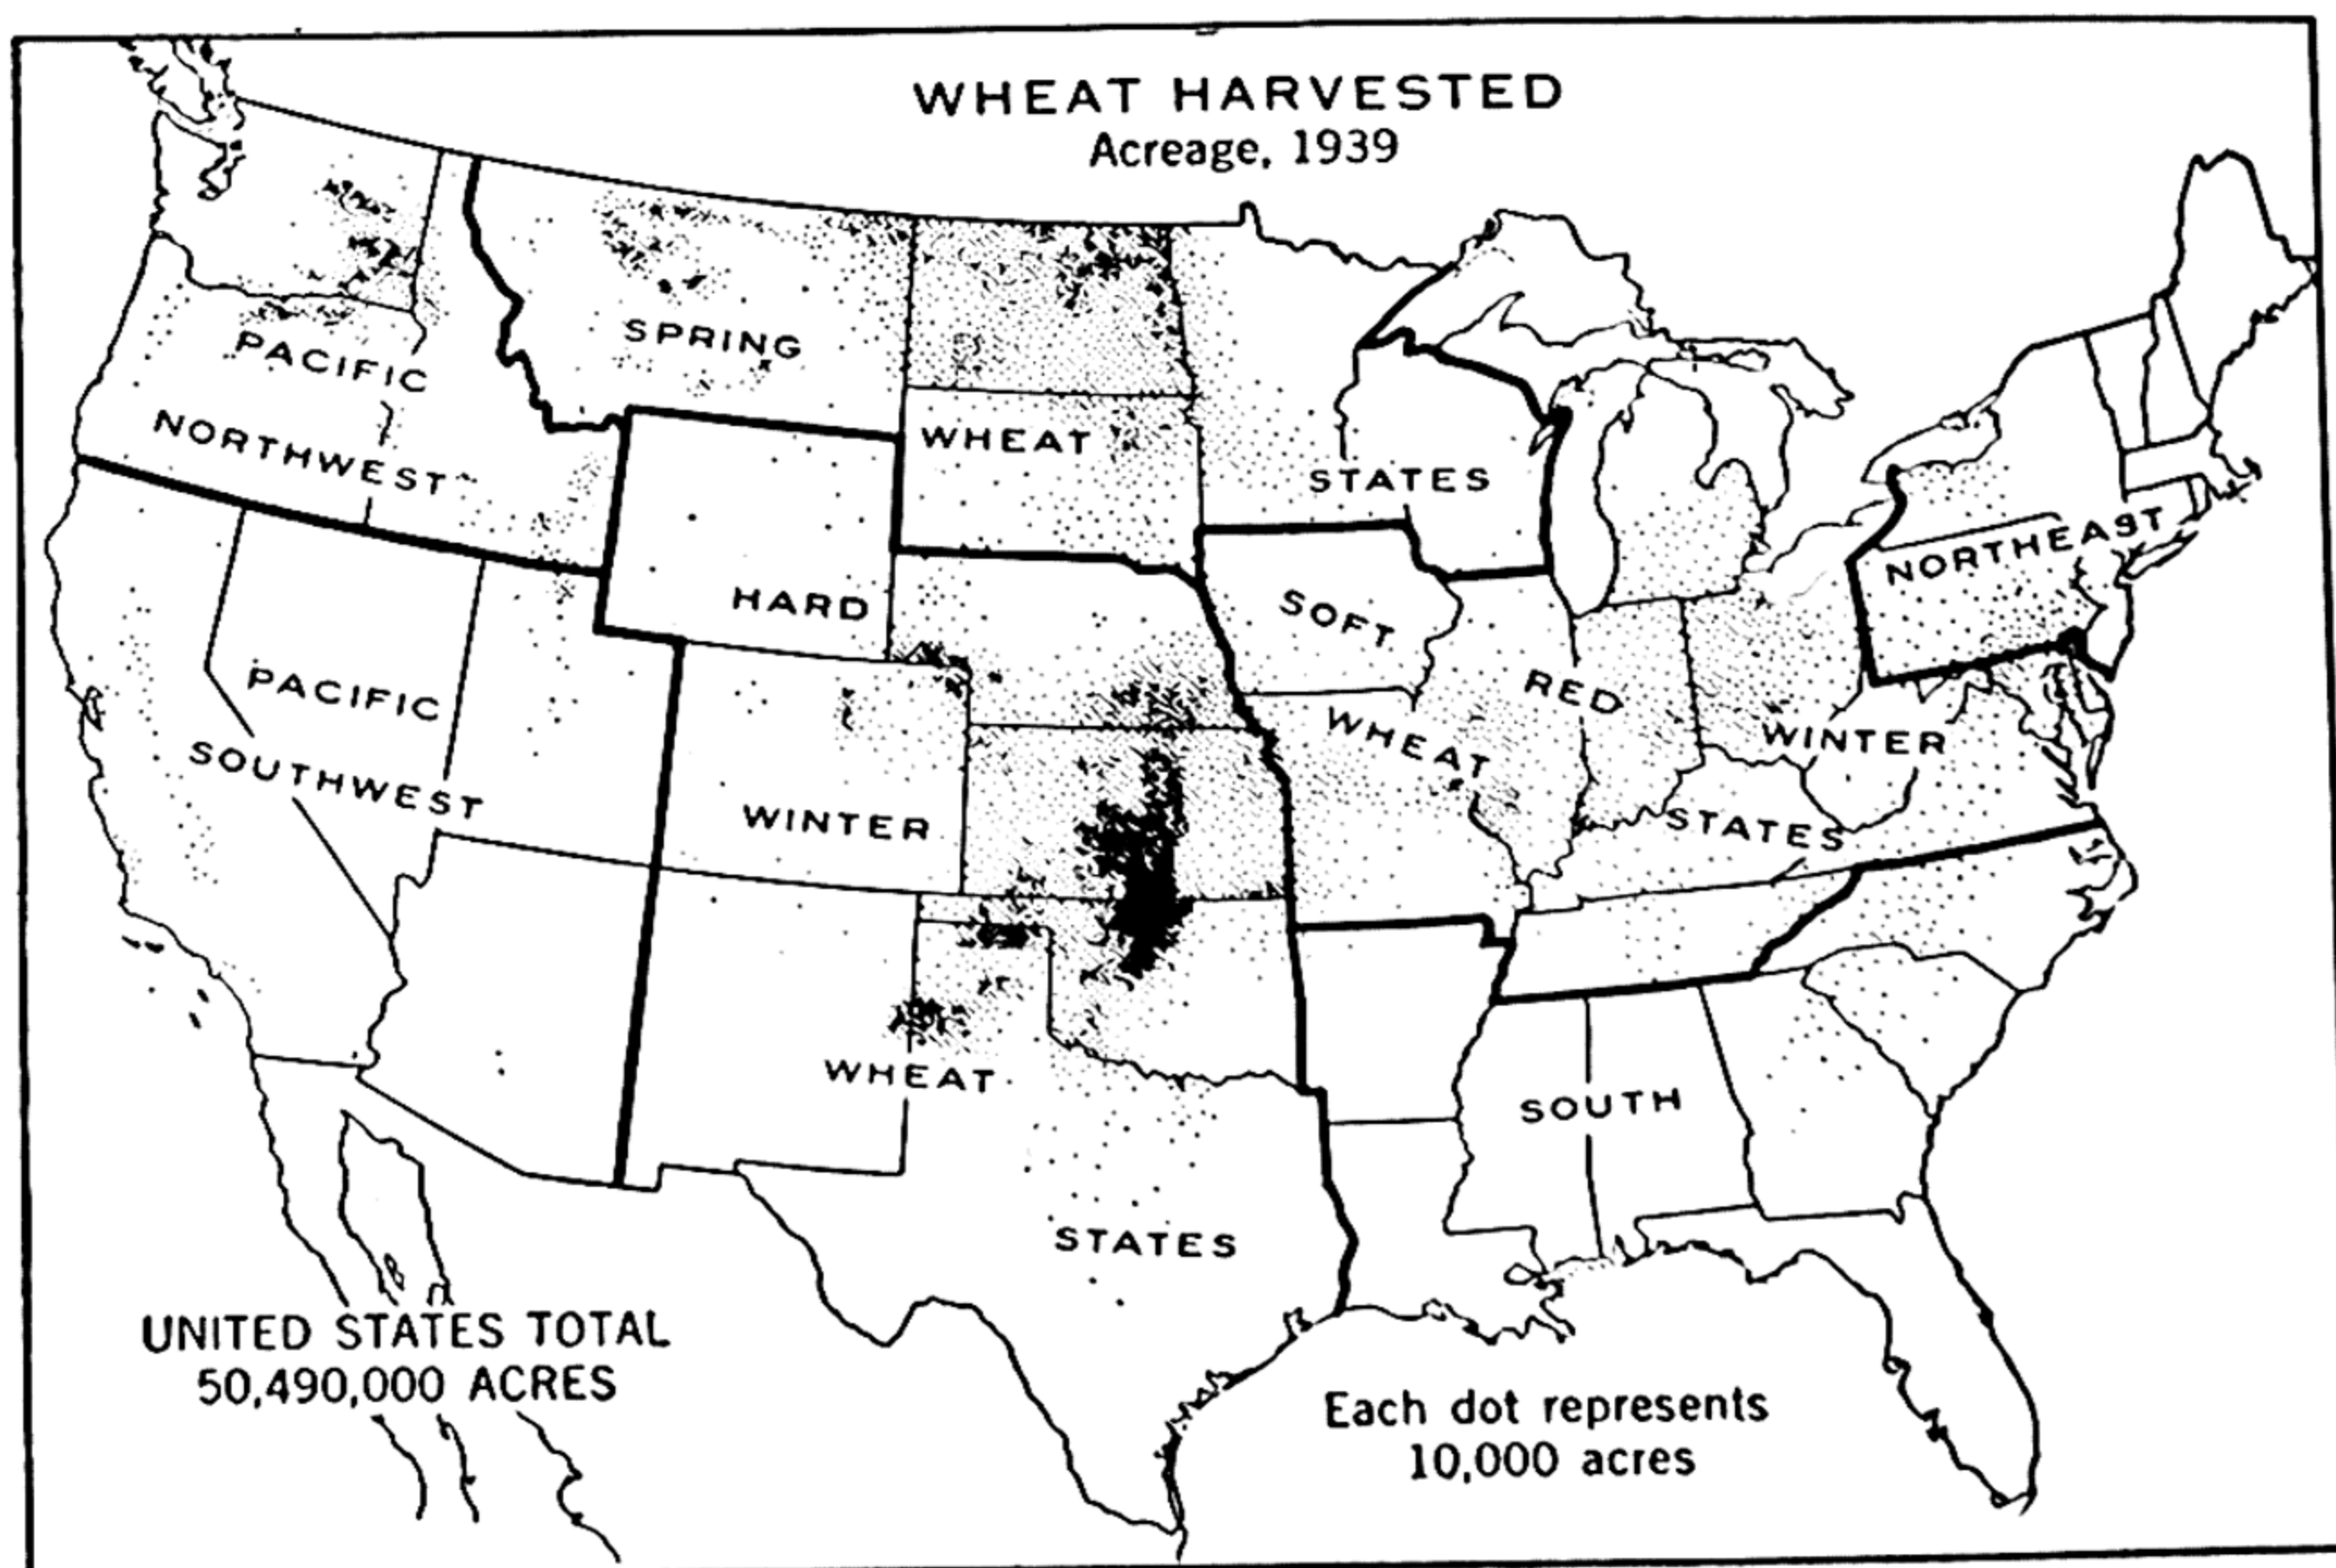 WHEAT HARVESTED
Acreage, 1939
PACIFIC
NORTHWEST
SPRING
WHEAT
STATES
HARD
WINTER
WHEAT
STATES
PACIFIC
SOUTHWEST
SOFT
RED
WINTER
WHEAT
STATES
NORTHEAST
SOUTH
UNITED STATES TOTAL
50,490,000 ACRES
Each dot represents
10,000 acres